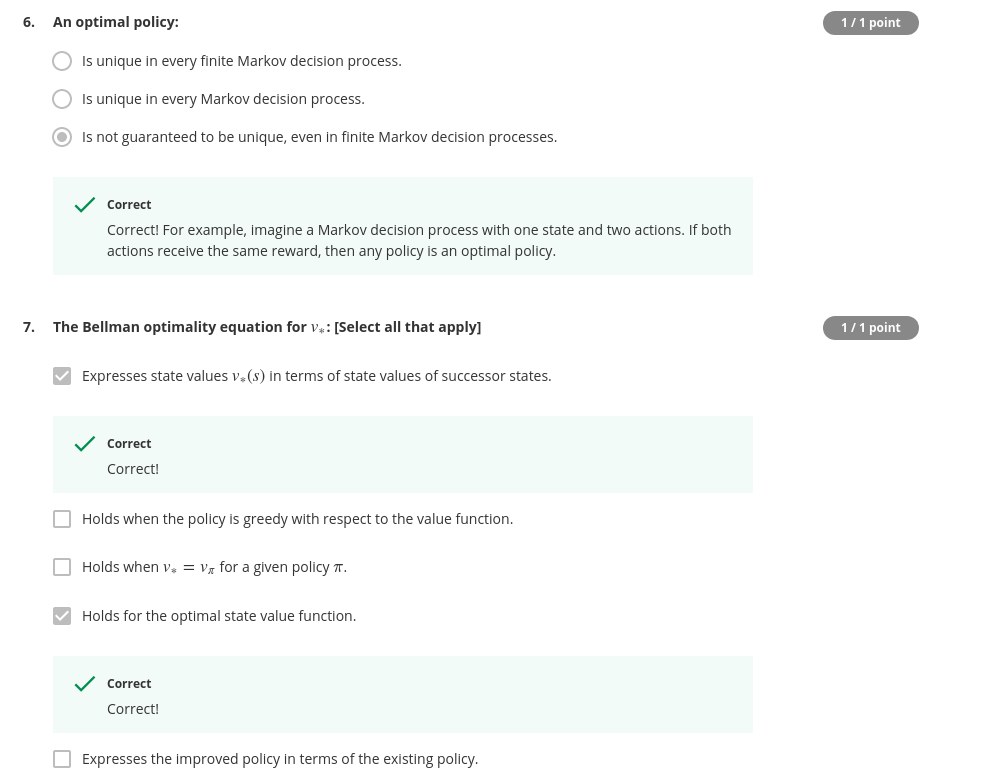 6. An optimal policy: 1 / 1 point
Is unique in every finite Markov decision process.
Is unique in every Markov decision process.
Is not guaranteed to be unique, even in finite Markov decision processes.
Correct
Correct! For example, imagine a Markov decision process with one state and two actions. If both
actions receive the same reward, then any policy is an optimal policy.
7. The Bellman optimality equation for v∗: [Select all that apply] 1 / 1 point
Expresses state values v∗(s) in terms of state values of successor states.
Correct
Correct!
Holds when the policy is greedy with respect to the value function.
Holds when v∗ = vπ for a given policy π.
Holds for the optimal state value function.
Correct
Correct!
Expresses the improved policy in terms of the existing policy.